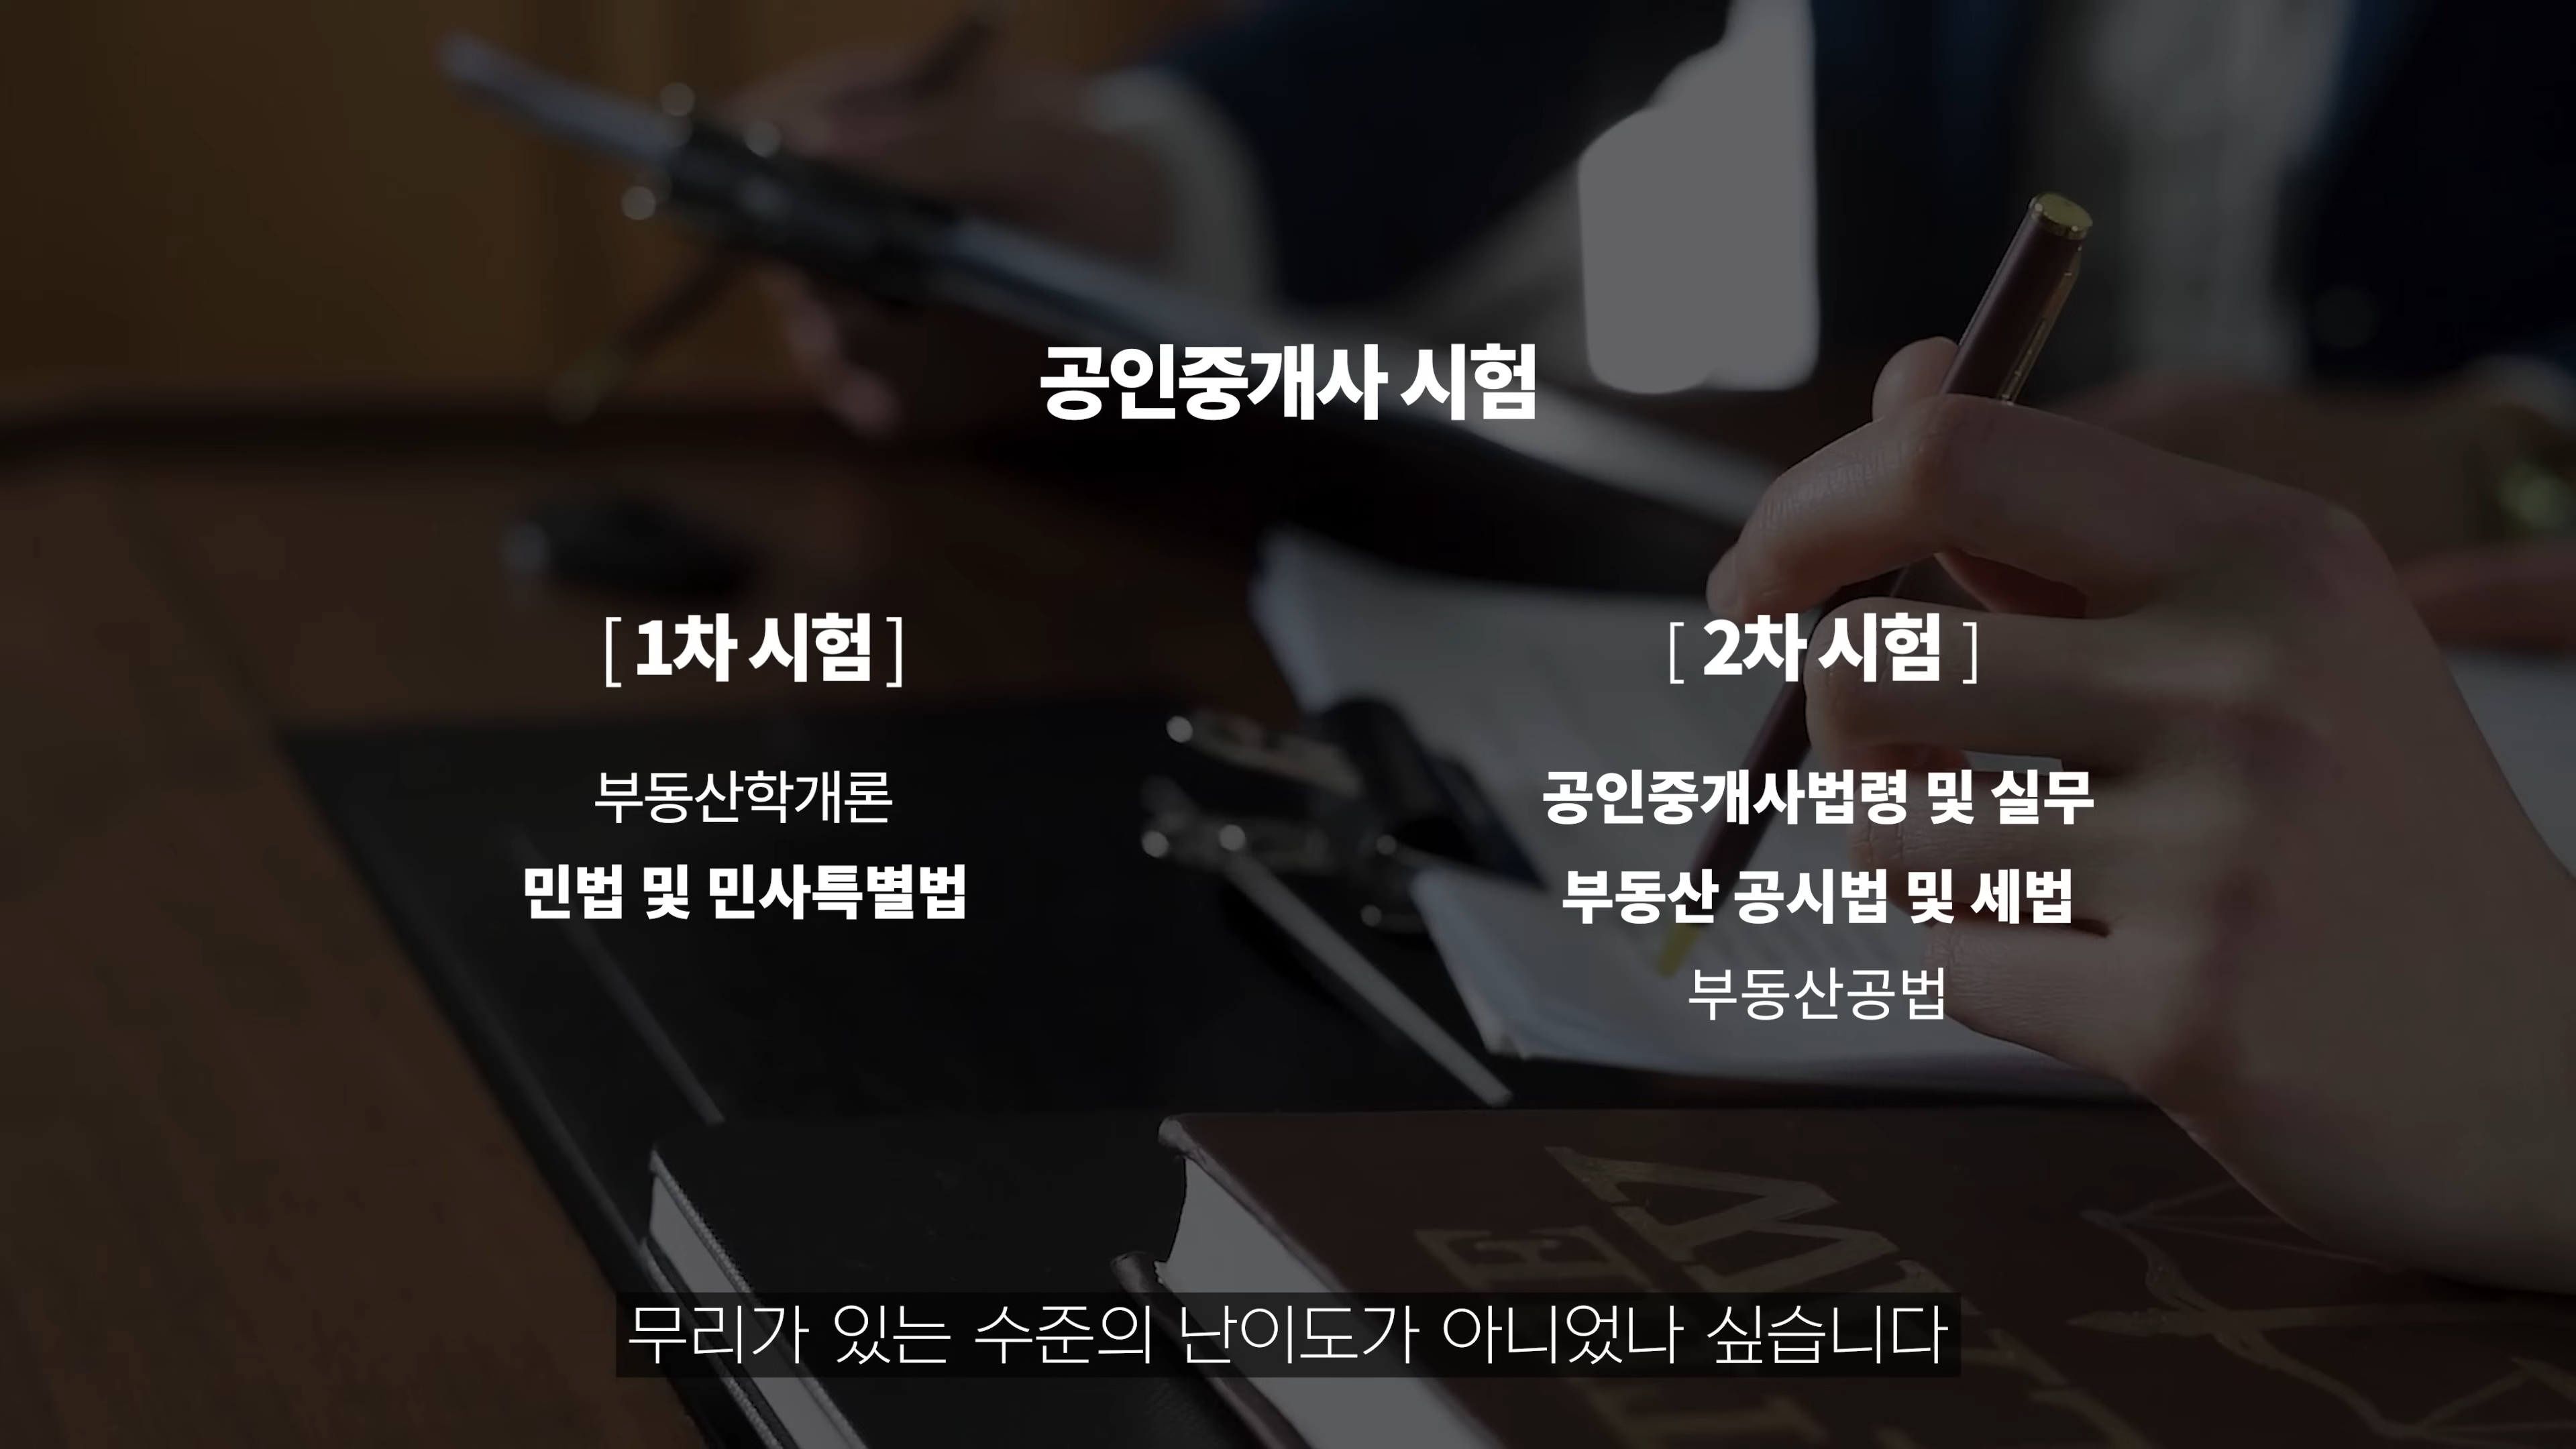 공인중개사 시험
[ 1차 시험 ]
부동산학개론
민법 및 민사특별법
[ 2차 시험 ]
공인중개사법령 및 실무
부동산 공시법 및 세법
부동산공법
무리가 있는 수준의 난이도가 아니었나 싶습니다